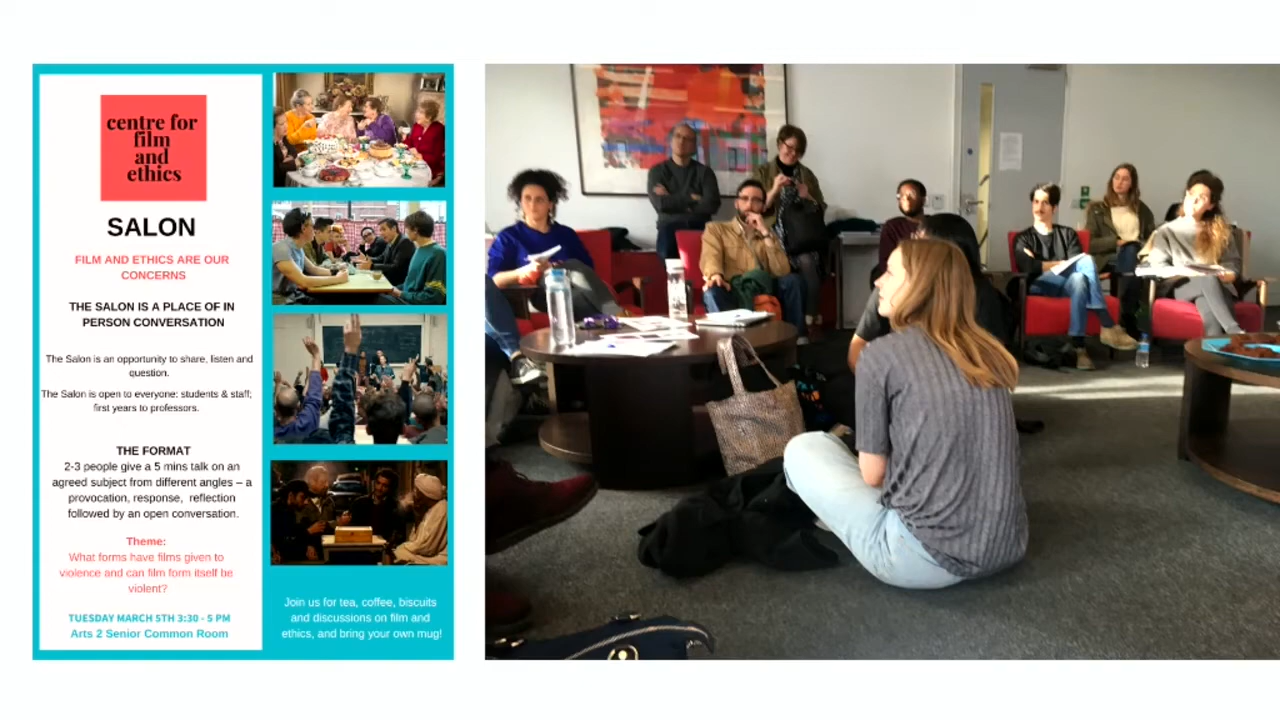 centre for
film
and
ethics
SALON
FILM AND ETHICS ARE OUR
CONCERNS
THE SALON IS A PLACE OF IN
PERSON CONVERSATION
The Salon is an opportunity to share, listen and
question.
The Salon is open to everyone: students & staff;
first years to professors.
THE FORMAT
2-3 people give a 5 mins talk on an
agreed subject from different angles – a
provocation, response, reflection
followed by an open conversation.
Theme:
What forms have films given to
violence and can film form itself be
violent?
TUESDAY MARCH 5TH 3:30 - 5 PM
Arts 2 Senior Common Room
Join us for tea, coffee, biscuits
and discussions on film and
ethics, and bring your own mug!